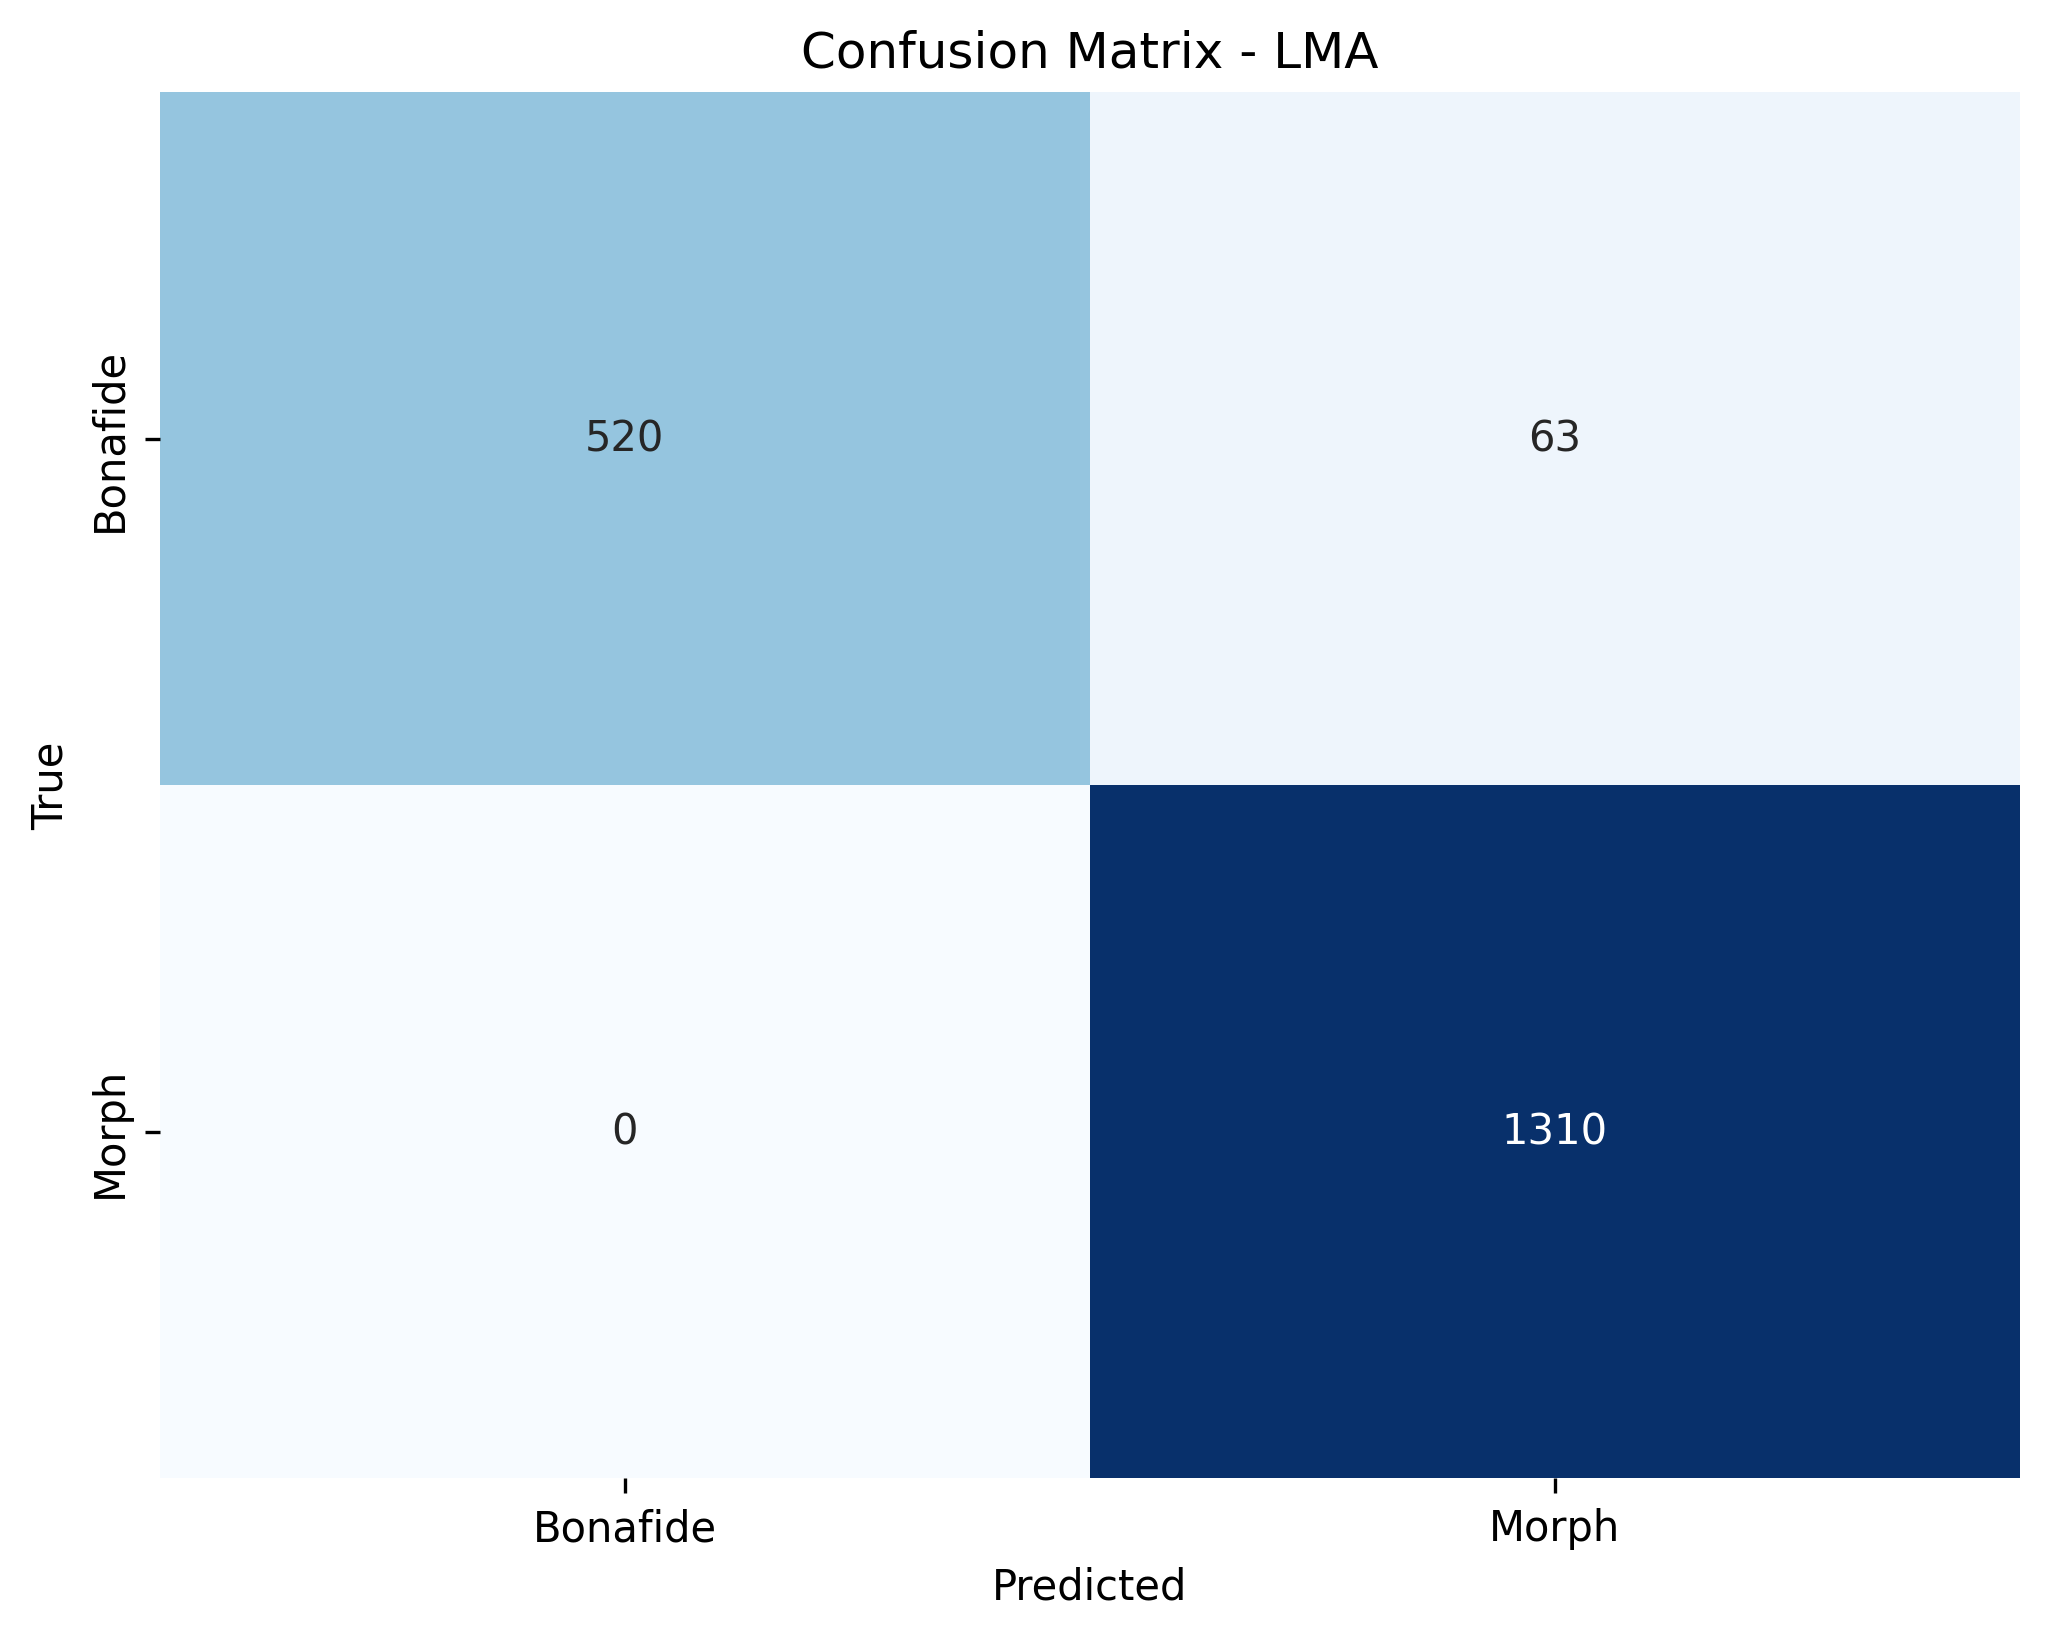 Confusion Matrix - LMA
Bonafide
520
63
True
Morph
0
1310
Bonafide
Morph
Predicted